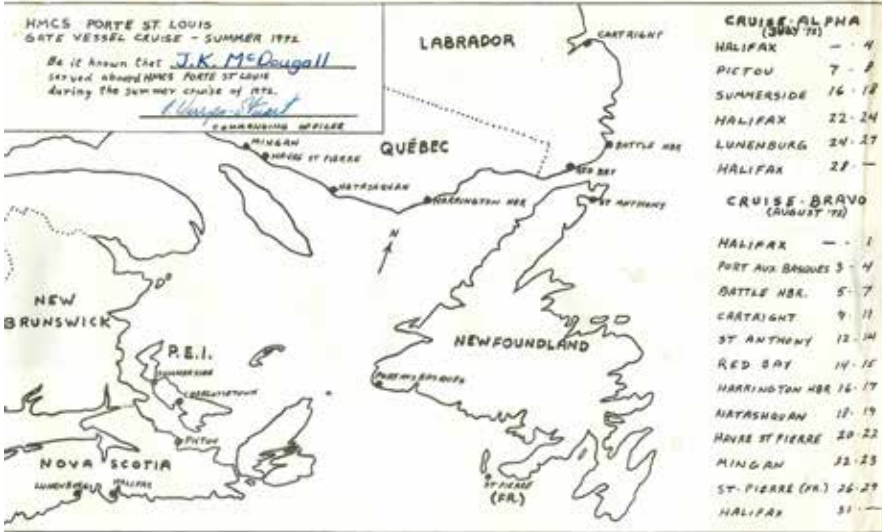 HMCS PORTE ST. LOUIS
GATE VESSEL CRUISE - SUMMER 1972
Be it known that J.K. McDougall
served aboard HMCS PORTE ST LOUIS
during the summer cruise of 1972.
COMMANDING OFFICER
LABRADOR
CARTRIGHT
MINGAN
HAVRE ST PIERRE
QUÉBEC
BATTLE HBR
RED BAY
NATASHQUAN
HARRINGTON HBR
ST ANTHONY
N
NEW
BRUNSWICK
P.E.I.
SUMMERSIDE
CHARLOTTETOWN
NEWFOUNDLAND
PORT AUX BASQUES
PICTOU
NOVA SCOTIA
LUNENBURG
HALIFAX
ST PIERRE
(FR.)
CRUISE-ALPHA
(JULY '72)
HALIFAX — - 4
PICTOU 7 - 8
SUMMERSIDE 16 - 18
HALIFAX 22-24
LUNENBURG 24-27
HALIFAX 28 - —
CRUISE-BRAVO
(AUGUST '72)
HALIFAX — - 1
PORT AUX BASQUES 3 - 4
BATTLE HBR. 5 - 7
CARTRIGHT 9 - 11
ST ANTHONY 12-14
RED BAY 14-15
HARRINGTON HBR 16-17
NATASHQUAN 18-19
HAVRE ST PIERRE 20-22
MINGAN 22-23
ST-PIERRE (FR.) 26-29
HALIFAX 31 - —